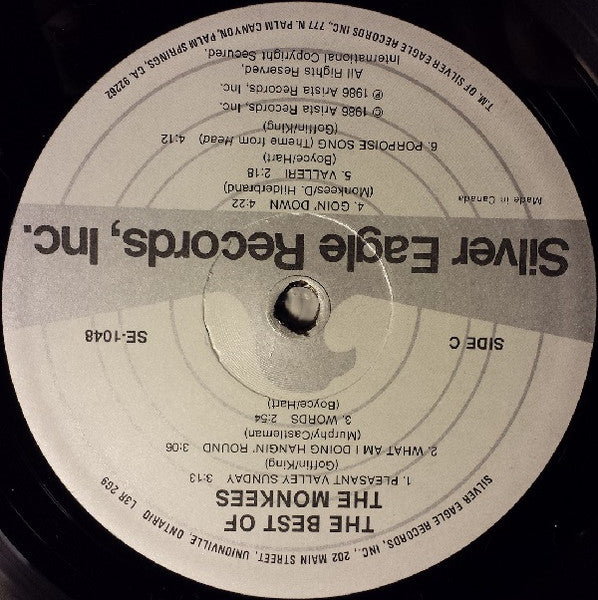 SILVER EAGLE RECORDS, INC., 202 MAIN STREET, UNIONVILLE, ONTARIO L3R 2G9
THE BEST OF
THE MONKEES
1. PLEASANT VALLEY SUNDAY 3:13
(Goffin/King)
2. WHAT AM I DOING HANGIN' ROUND 3:06
(Murphy/Castleman)
3. WORDS 2:54
(Boyce/Hart)
SIDE C
SE-1048
Silver Eagle Records, Inc.
Made in Canada
4. GOIN' DOWN 4:22
(Monkees/D. Hilderbrand)
5. VALLERI 2:18
(Boyce/Hart)
6. PORPOISE SONG (Theme from Head) 4:12
(Goffin/King)
© 1986 Arista Records, Inc.
℗ 1986 Arista Records, Inc.
All Rights Reserved,
International Copyright Secured.
T.M. OF SILVER EAGLE RECORDS INC., 777 N. PALM CANYON, PALM SPRINGS, CA. 92262